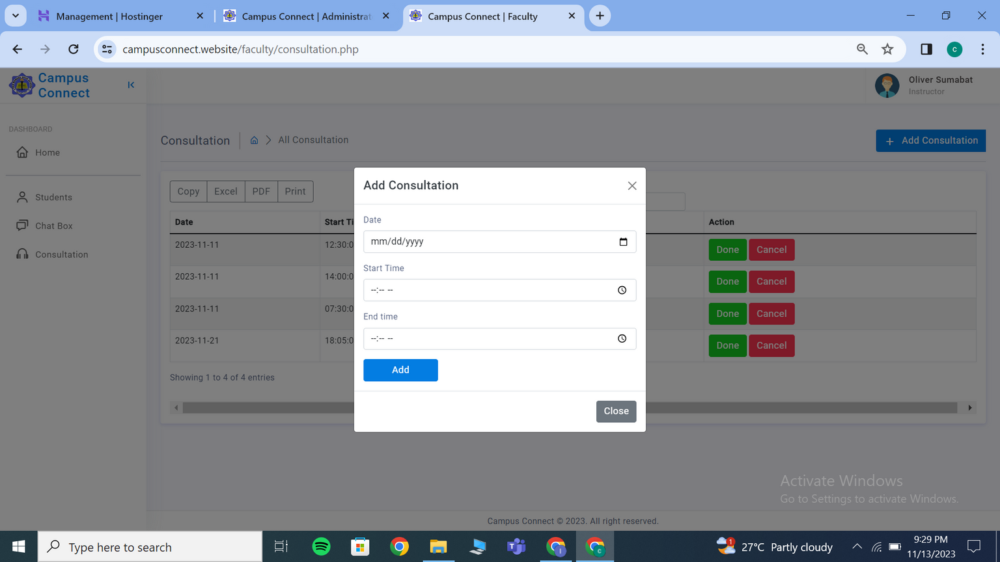 Management | Hostinger
Campus Connect | Administrat
Campus Connect | Faculty
campusconnect.website/faculty/consultation.php
Campus Connect
Oliver Sumabat
Instructor
DASHBOARD
Home
Students
Chat Box
Consultation
Consultation
All Consultation
+ Add Consultation
Copy Excel PDF Print
Date Start Ti Action
2023-11-11 12:30:0 Done Cancel
2023-11-11 14:00:0 Done Cancel
2023-11-11 07:30:0 Done Cancel
2023-11-21 18:05:0 Done Cancel
Showing 1 to 4 of 4 entries
Add Consultation
Date
mm/dd/yyyy
Start Time
--:-- --
End time
--:-- --
Add
Close
Activate Windows
Go to Settings to activate Windows.
Campus Connect © 2023. All right reserved.
Type here to search
1
27°C Partly cloudy
9:29 PM
11/13/2023